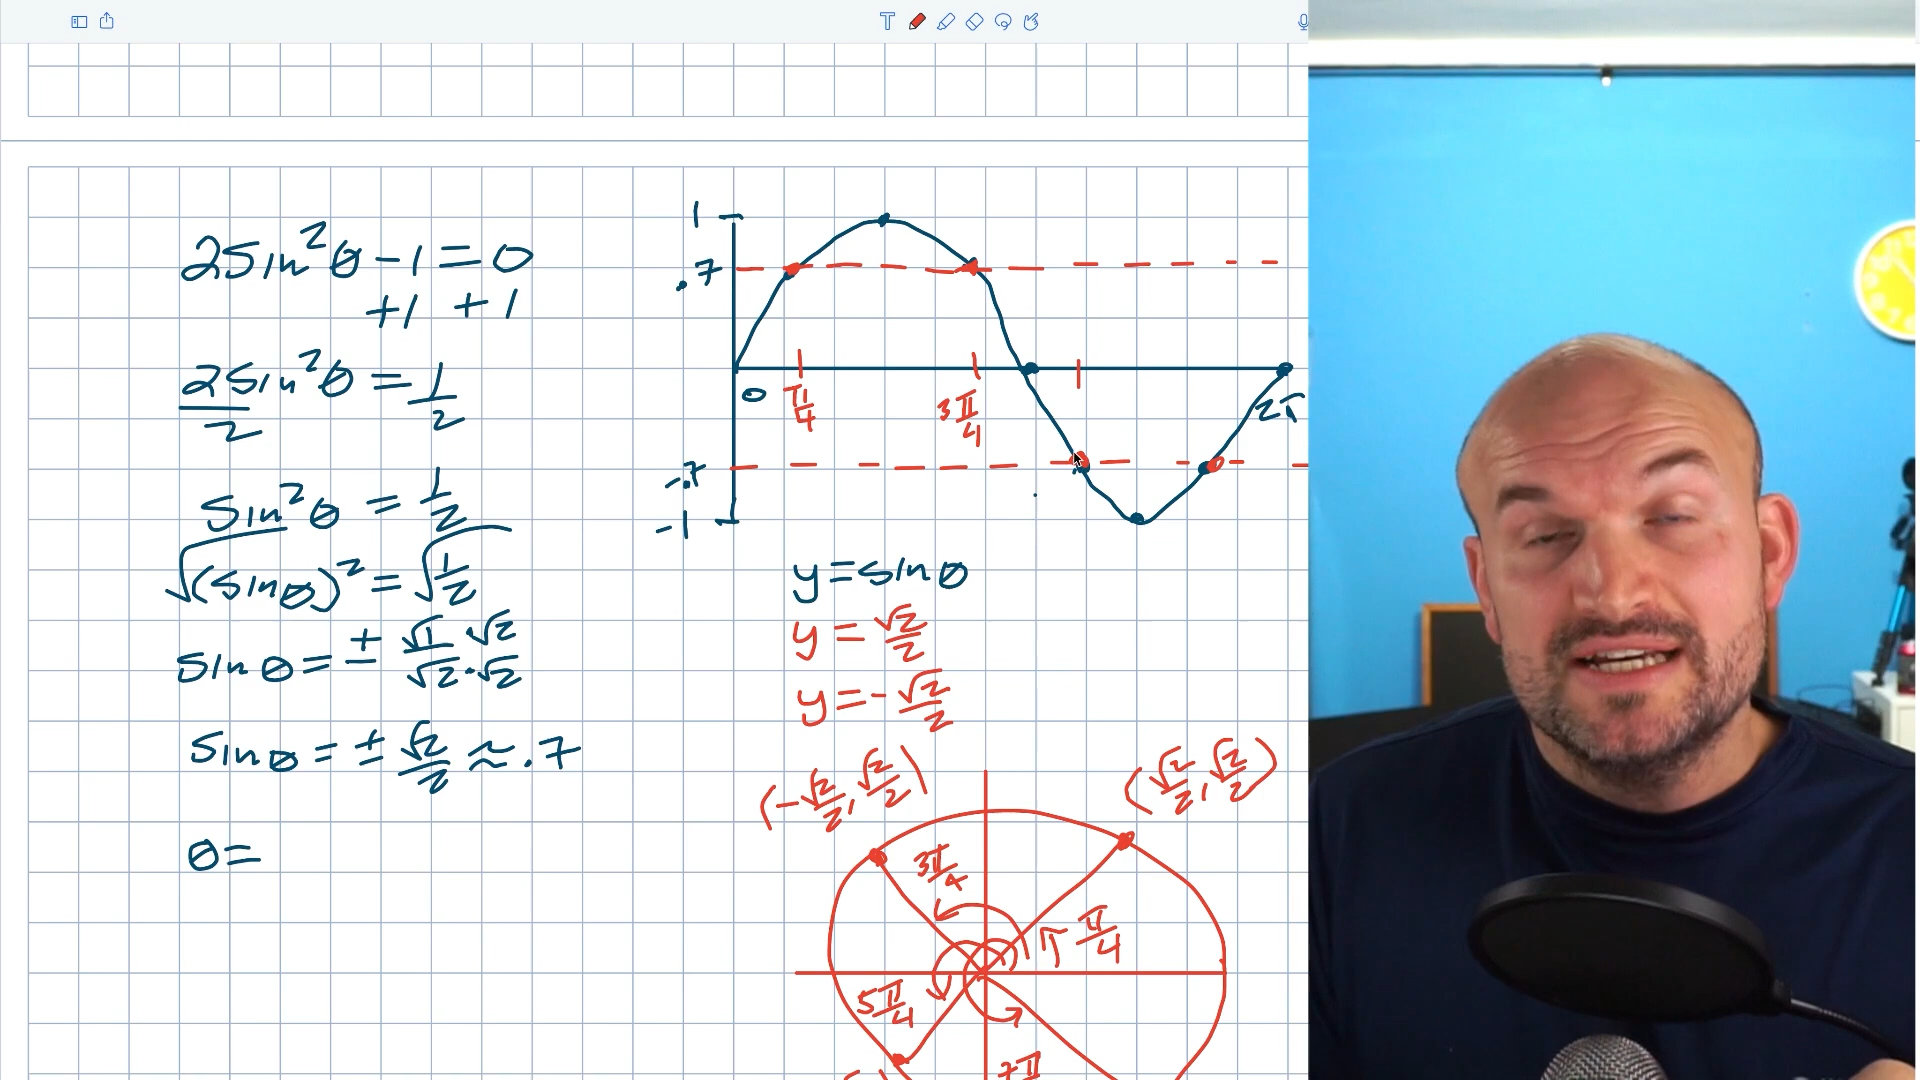 2sin²θ-1=0
+1 +1
2sin²θ = 1
2 2
sin²θ = 1/2
√(sinθ)² = √1/2
sinθ = ± √1 · √2
√2 · √2
sinθ = ± √2/2 ≈ .7
θ=
1
.7
0
π/4
3π/4
2π
-.7
-1
y=sinθ
y = √2/2
y = -√2/2
(-√2/2, √2/2)
(√2/2, √2/2)
3π/4
π/4
5π/4
7π